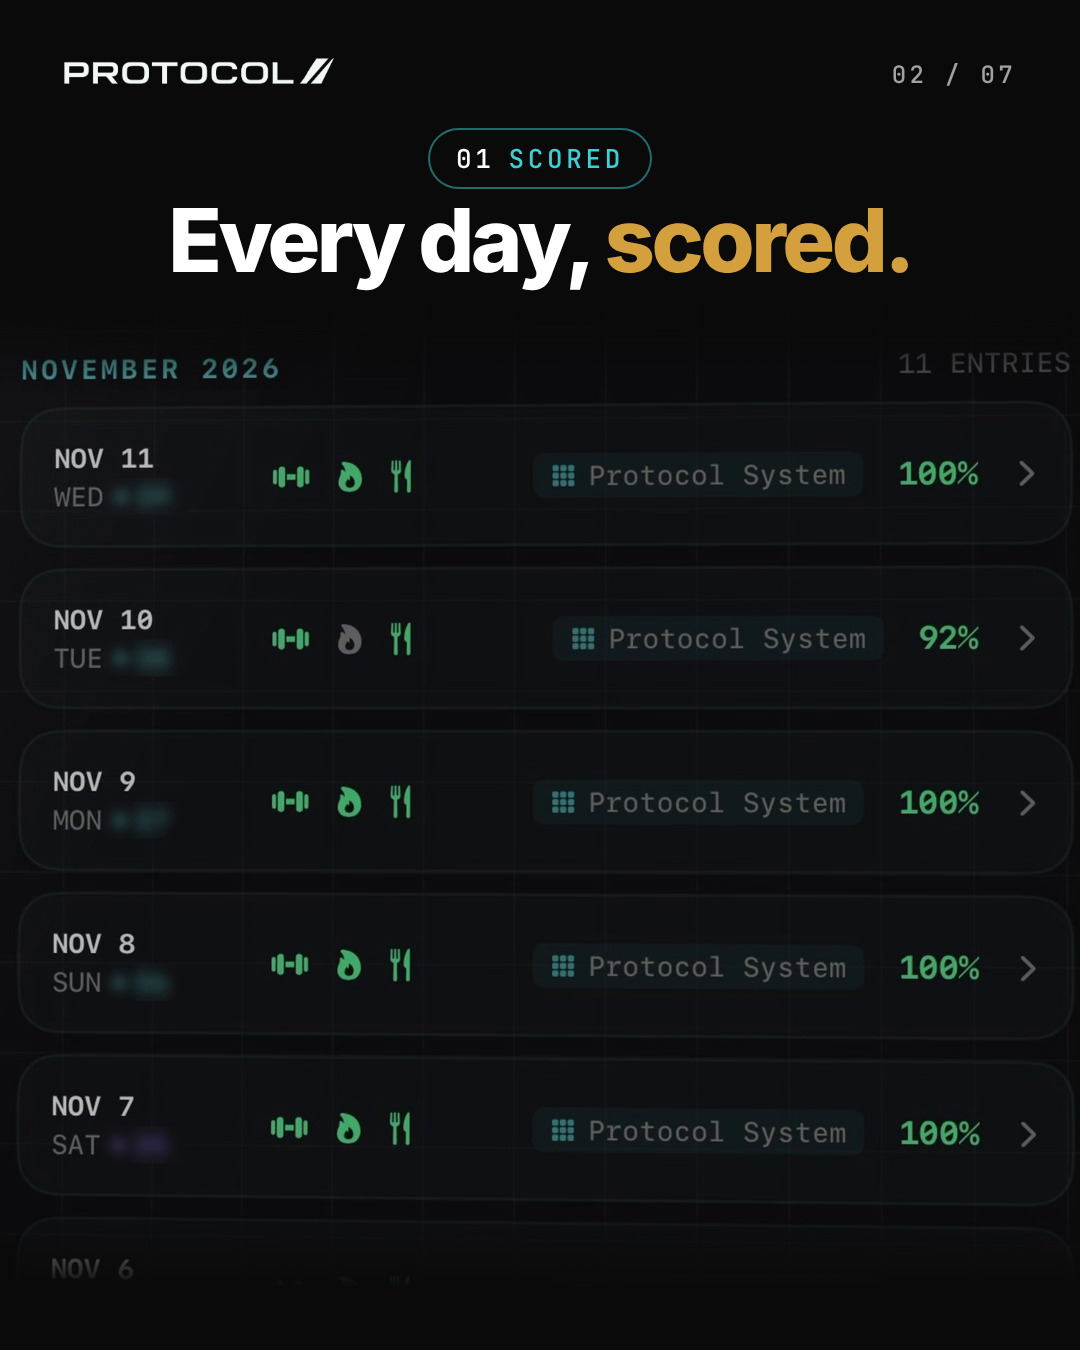 PROTOCOL
02 / 07
01 SCORED
Every day, scored.
NOVEMBER 2026
11 ENTRIES
NOV 11
WED
Protocol System
100%
NOV 10
TUE
Protocol System
92%
NOV 9
MON
Protocol System
100%
NOV 8
SUN
Protocol System
100%
NOV 7
SAT
Protocol System
100%
NOV 6